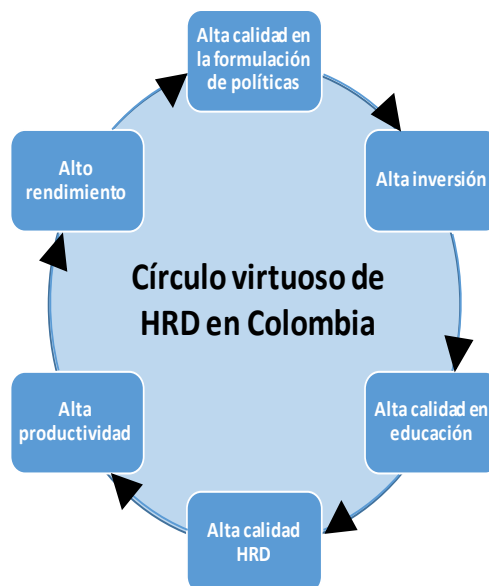 Alta calidad en
la formulación
de políticas
Alto
rendimiento
Alta inversión
Círculo virtuoso de
HRD en Colombia
Alta
productividad
Alta calidad en
educación
Alta calidad
HRD